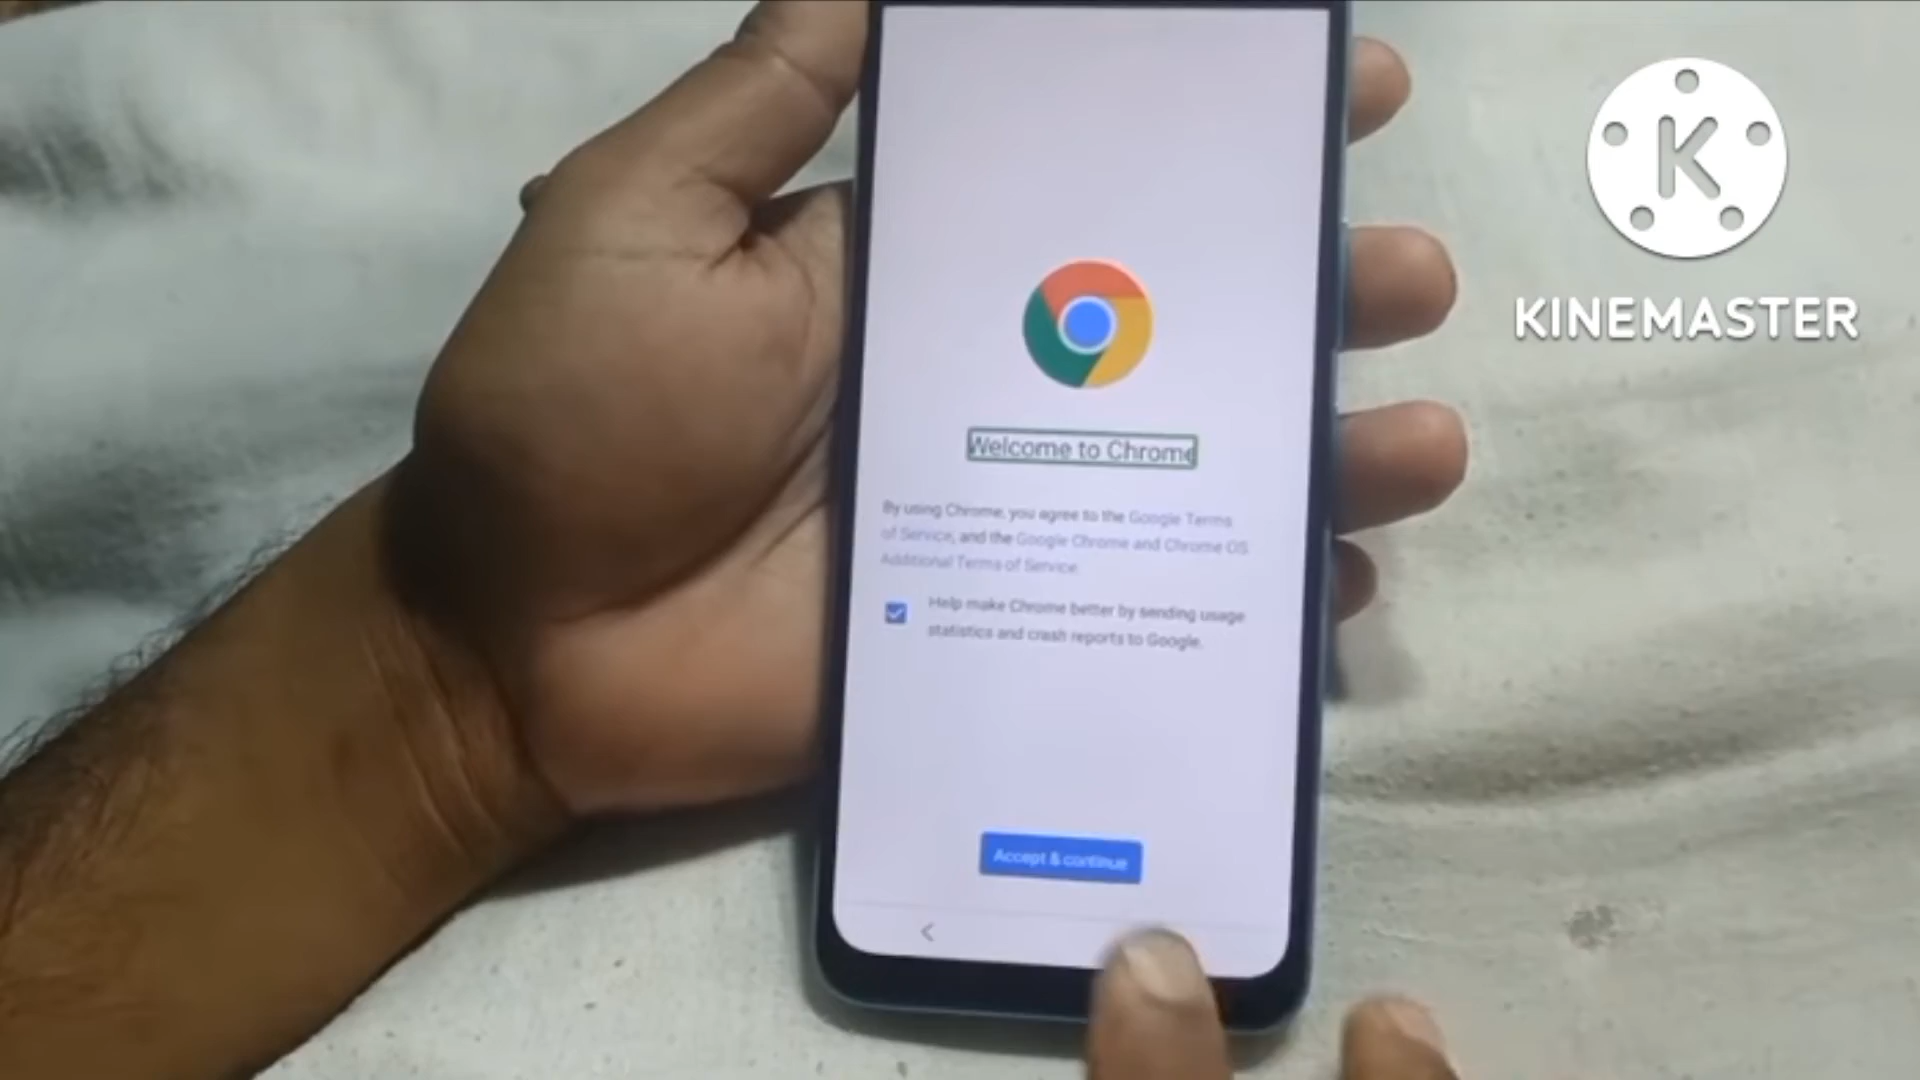 K
KINEMASTER
Welcome to Chrome
By using Chrome, you agree to the Google Terms
of Service, and the Google Chrome and Chrome OS
Additional Terms of Service.
Help make Chrome better by sending usage
statistics and crash reports to Google.
Accept & continue